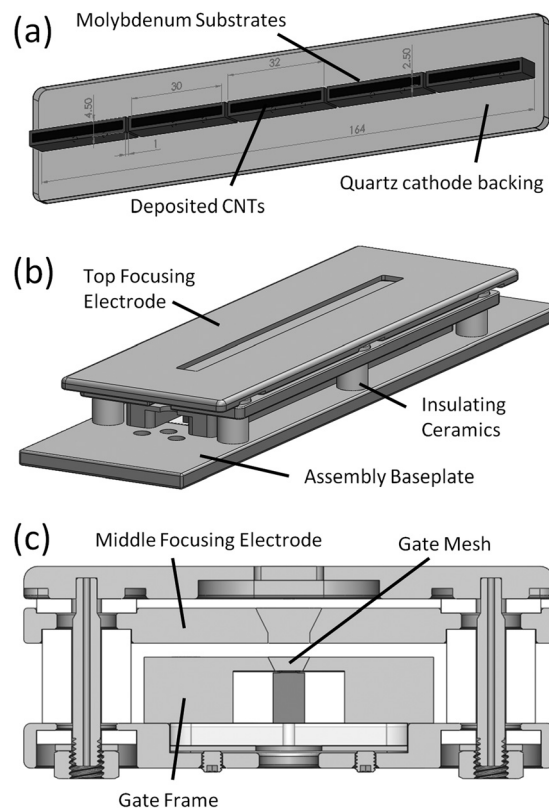 (a)
Molybdenum Substrates
32
30
2.50
4.50
164
1
Quartz cathode backing
Deposited CNTs
(b)
Top Focusing
Electrode
Insulating
Ceramics
Assembly Baseplate
(c)
Middle Focusing Electrode
Gate Mesh
Gate Frame